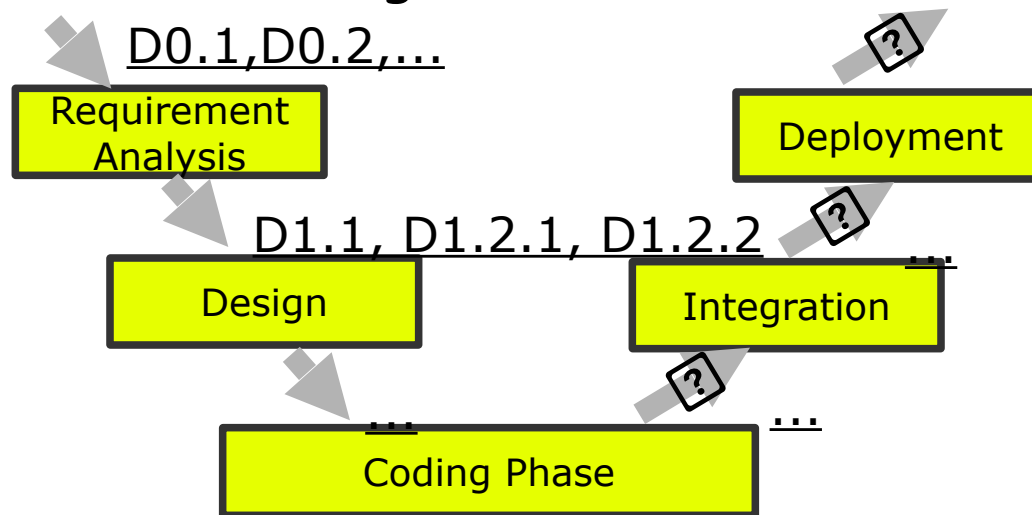 D0.1,D0.2,...
?
Requirement
Analysis
Deployment
?
D1.1, D1.2.1, D1.2.2
...
Design
Integration
?
...
...
Coding Phase